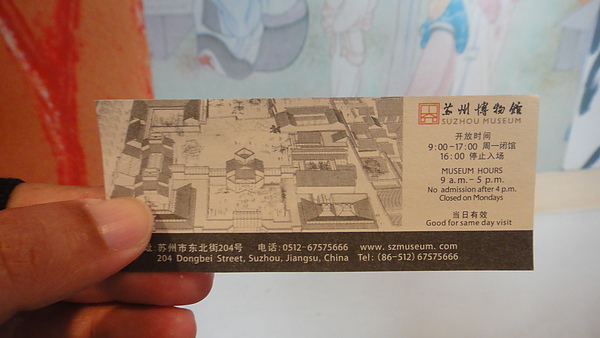 苏州博物馆
SUZHOU MUSEUM
开放时间
9:00-17:00 周一闭馆
16:00 停止入场
MUSEUM HOURS
9 a.m.- 5 p.m.
No admission after 4 p.m.
Closed on Mondays
当日有效
Good for same day visit
址 苏州市东北街204号 电话:0512-67575666 www.szmuseum.com
204 Dongbei Street, Suzhou, Jiangsu, China Tel: (86-512) 67575666